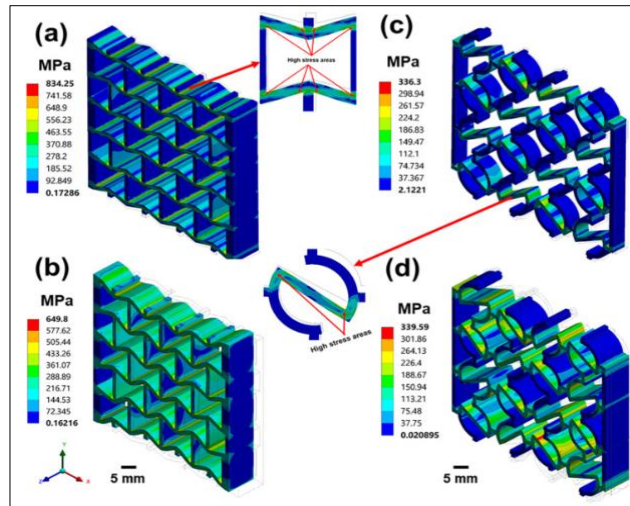 (a)
MPa
834.25
741.58
648.9
556.23
463.55
370.88
278.2
185.52
92.849
0.17286
High stress areas
(c)
MPa
336.3
298.94
261.57
224.2
186.83
149.47
112.1
74.734
37.367
2.1221
(b)
MPa
649.8
577.62
505.44
433.26
361.07
288.89
216.71
144.53
72.345
0.16216
High stress areas
(d)
MPa
339.59
301.86
264.13
226.4
188.67
150.94
113.21
75.48
37.75
0.020895
Y
Z
X
5 mm
5 mm